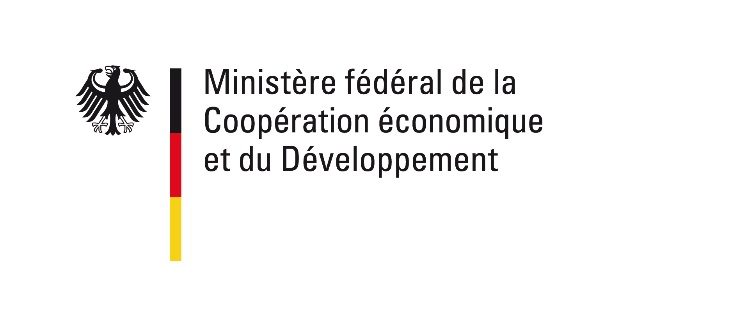 Ministère fédéral de la
Coopération économique
et du Développement